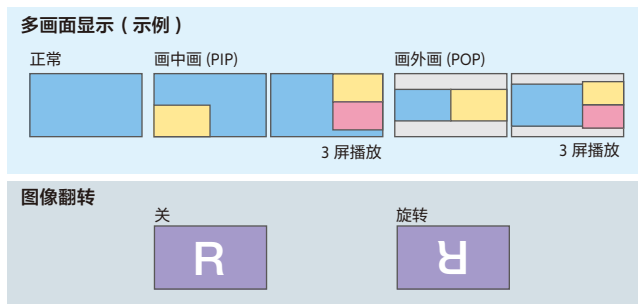 多画面显示（示例）
正常
画中画 (PIP)
画外画 (POP)
3 屏播放
3 屏播放
图像翻转
关
旋转
R
R